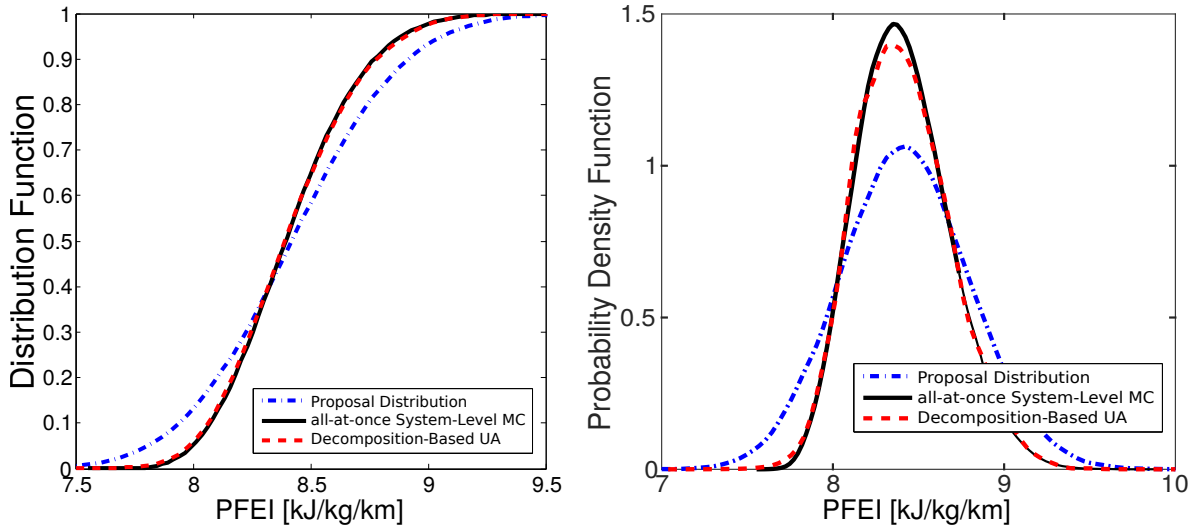 Distribution Function
1
0.9
0.8
0.7
0.6
0.5
0.4
0.3
0.2
0.1
0
7.5
8
8.5
9
9.5
PFEI [kJ/kg/km]
Proposal Distribution
all-at-once System-Level MC
Decomposition-Based UA
Probability Density Function
1.5
1
0.5
0
7
8
9
10
PFEI [kJ/kg/km]
Proposal Distribution
all-at-once System-Level MC
Decomposition-Based UA